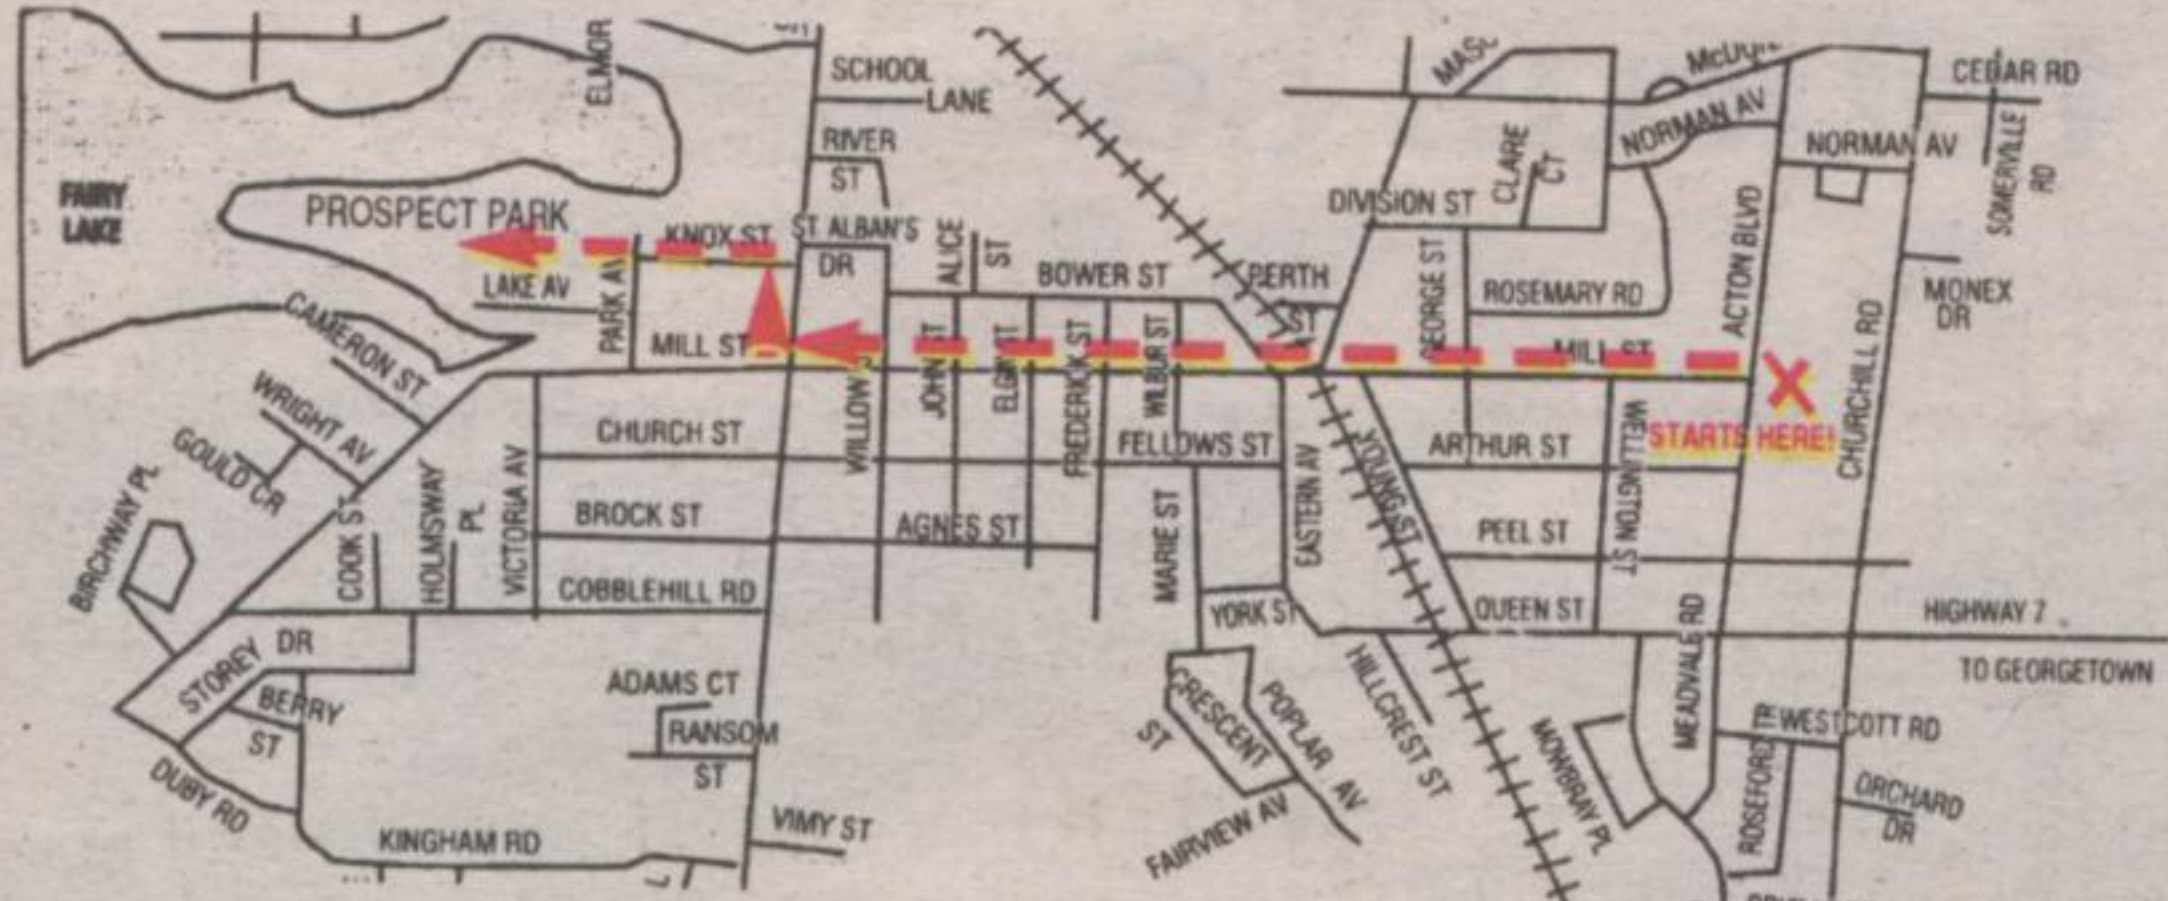 ELMOR
SCHOOL
LANE
MCDON
CEDAR RD
NORMAN AV
NORMAN AV
SOMERVILLE
RD
RIVER
ST
CLARE
CT
FAIRY
LAKE
PROSPECT PARK
KNOX ST
ST ALBAN'S
DR
ALICE
ST
DIVISION ST
BOWER ST
PERTH
ST
GEORGE ST
ROSEMARY RD
ACTON BLVD
MONEX
DR
LAKE AV
PARK AV
CAMERON ST
MILL ST
MILL ST
WILLOW
JOHN ST
ELGIN ST
FREDERICK ST
WILBUR ST
CHURCHILL RD
WRIGHT AV
GOULD CR
BIRCHWAY PL
CHURCH ST
FELLOWS ST
EASTERN AV
YOUNG ST
ARTHUR ST
WELLINGTON ST
STARTS HERE!
COOK ST
HOLMSWAY
PL
VICTORIA AV
BROCK ST
AGNES ST
MARIE ST
PEEL ST
COBBLEHILL RD
YORK ST
QUEEN ST
MEADVALE RD
HIGHWAY 7
TO GEORGETOWN
STOREY DR
BERRY
ST
DUBY RD
ADAMS CT
RANSOM
ST
CRESCENT
ST
POPLAR AV
HILLCREST ST
MOWBRAY PL
WESTCOTT RD
ROSEFORD
TR
ORCHARD
DR
FAIRVIEW AV
VIMY ST
KINGHAM RD